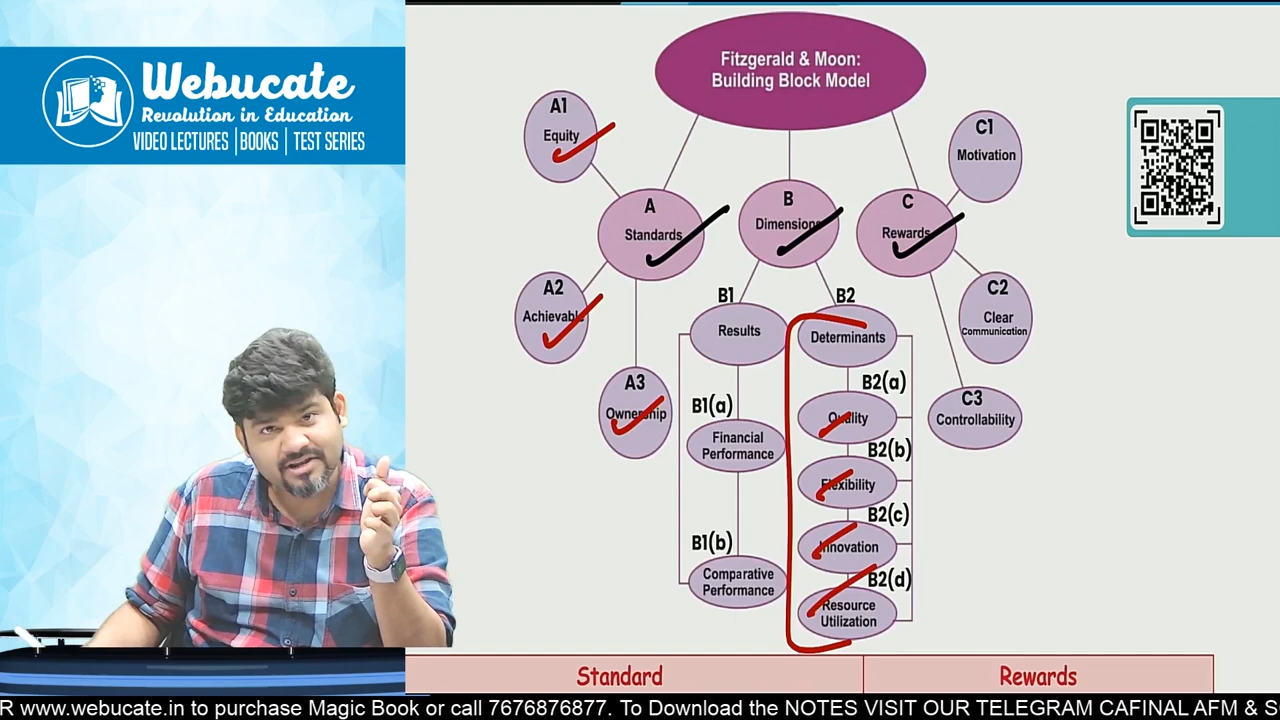 Webucate
Revolution in Education
VIDEO LECTURES | BOOKS | TEST SERIES
Fitzgerald & Moon:
Building Block Model
A1
Equity
A
Standards
A2
Achievable
A3
Ownership
B
Dimensions
B1
Results
B1(a)
Financial
Performance
B1(b)
Comparative
Performance
B2
Determinants
B2(a)
Quality
B2(b)
Flexibility
B2(c)
Innovation
B2(d)
Resource
Utilization
C
Rewards
C1
Motivation
C2
Clear
Communication
C3
Controllability
Standard
Rewards
R www.webucate.in to purchase Magic Book or call 7676876877. To Download the NOTES VISIT OUR TELEGRAM CAFINAL AFM & S